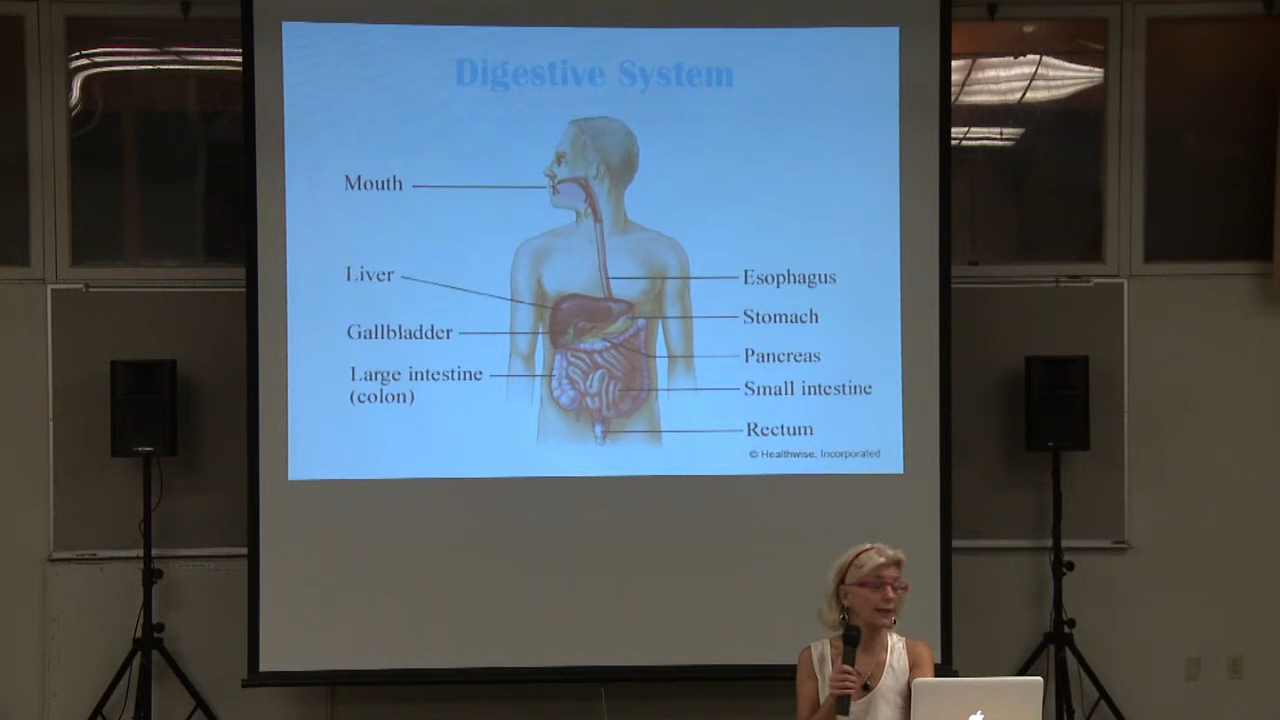 Digestive System
Mouth
Liver
Gallbladder
Large intestine
(colon)
Esophagus
Stomach
Pancreas
Small intestine
Rectum
© Healthwise, Incorporated